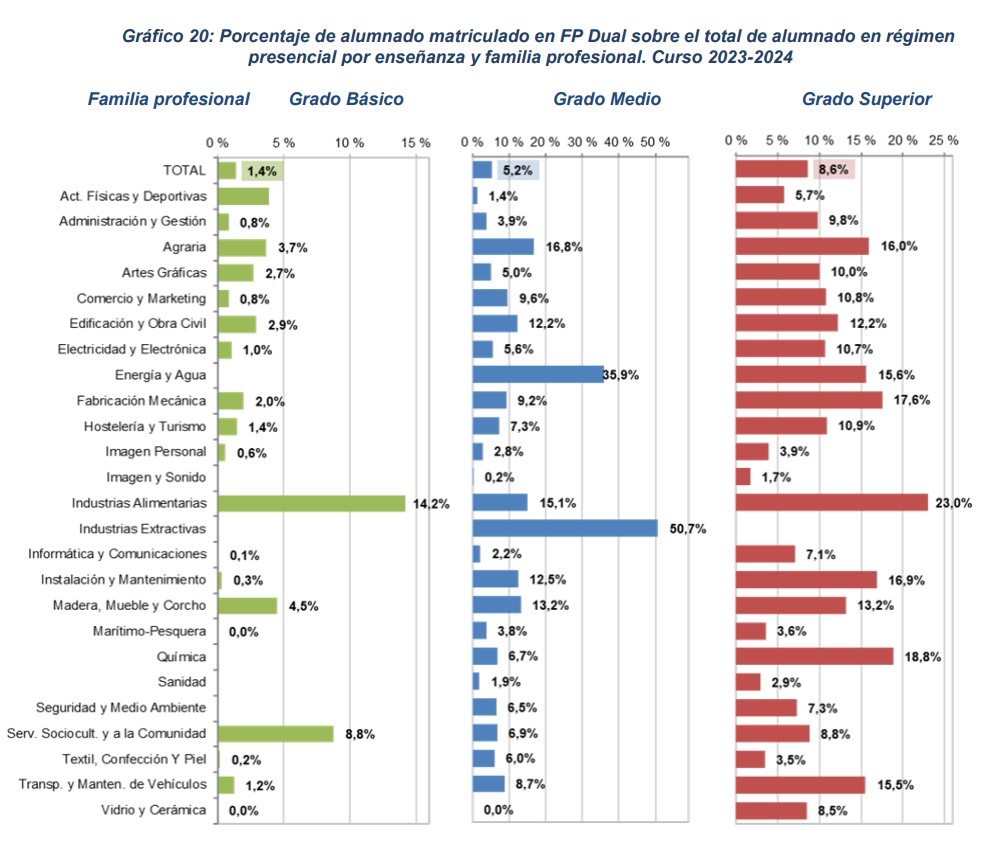 Gráfico 20: Porcentaje de alumnado matriculado en FP Dual sobre el total de alumnado en régimen
presencial por enseñanza y familia profesional. Curso 2023-2024
Familia profesional Grado Básico Grado Medio Grado Superior
0 % 5 % 10 % 15 % 0 % 10 % 20 % 30 % 40 % 50 % 0 % 5 % 10 % 15 % 20 % 25 %
TOTAL 1,4% 5,2% 8,6%
Act. Físicas y Deportivas 1,4% 5,7%
Administración y Gestión 0,8% 3,9% 9,8%
Agraria 3,7% 16,8% 16,0%
Artes Gráficas 2,7% 5,0% 10,0%
Comercio y Marketing 0,8% 9,6% 10,8%
Edificación y Obra Civil 2,9% 12,2% 12,2%
Electricidad y Electrónica 1,0% 5,6% 10,7%
Energía y Agua 35,9% 15,6%
Fabricación Mecánica 2,0% 9,2% 17,6%
Hostelería y Turismo 1,4% 7,3% 10,9%
Imagen Personal 0,6% 2,8% 3,9%
Imagen y Sonido 0,2% 1,7%
Industrias Alimentarias 14,2% 15,1% 23,0%
Industrias Extractivas 50,7%
Informática y Comunicaciones 0,1% 2,2% 7,1%
Instalación y Mantenimiento 0,3% 12,5% 16,9%
Madera, Mueble y Corcho 4,5% 13,2% 13,2%
Marítimo-Pesquera 0,0% 3,8% 3,6%
Química 6,7% 18,8%
Sanidad 1,9% 2,9%
Seguridad y Medio Ambiente 6,5% 7,3%
Serv. Sociocult. y a la Comunidad 8,8% 6,9% 8,8%
Textil, Confección Y Piel 0,2% 6,0% 3,5%
Transp. y Manten. de Vehículos 1,2% 8,7% 15,5%
Vidrio y Cerámica 0,0% 0,0% 8,5%